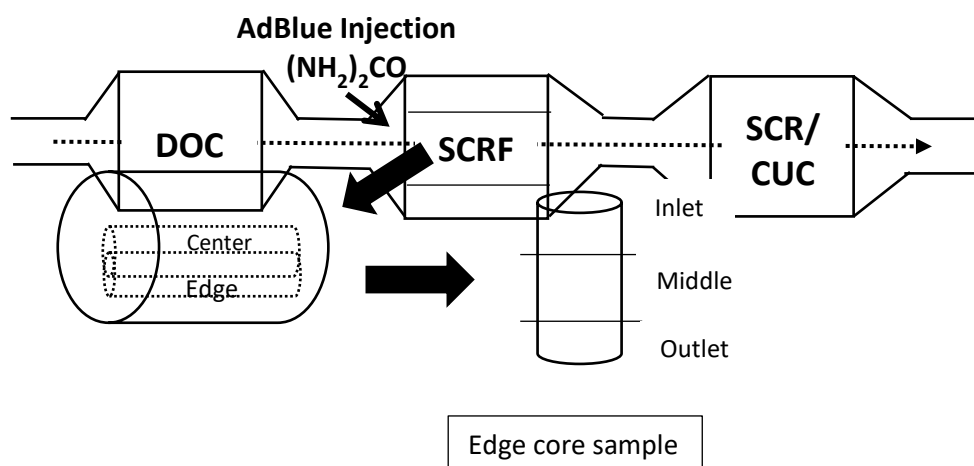 AdBlue Injection
(NH₂)₂CO
DOC
SCRF
SCR/
CUC
Center
Edge
Inlet
Middle
Outlet
Edge core sample